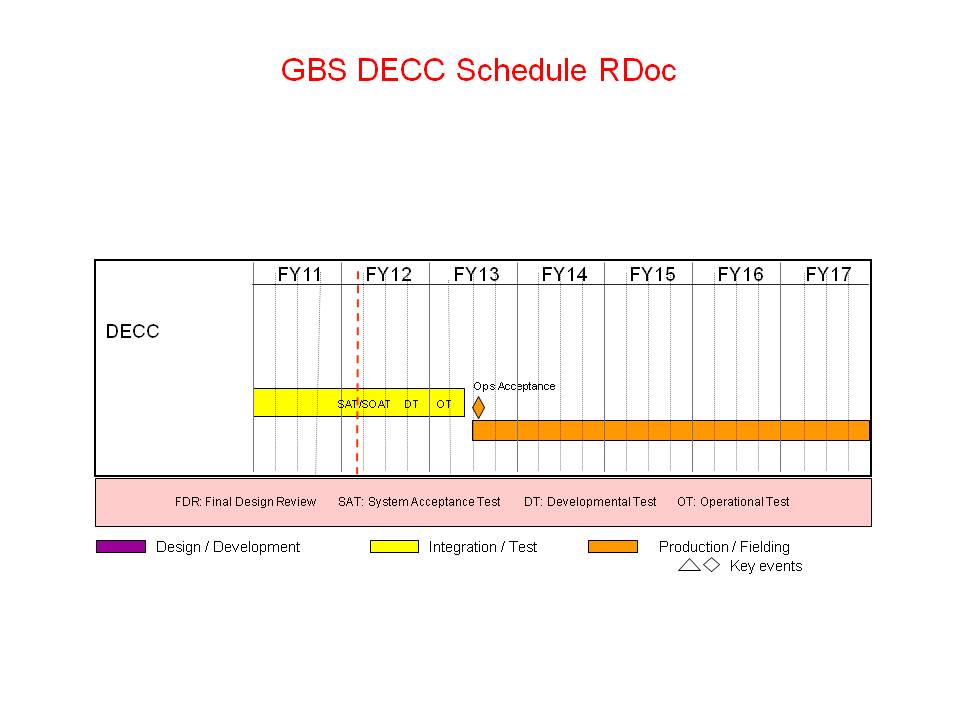 GBS DECC Schedule RDoc
FY11 FY12 FY13 FY14 FY15 FY16 FY17
DECC
Ops Acceptance
SAT/SOAT DT OT
FDR: Final Design Review SAT: System Acceptance Test DT: Developmental Test OT: Operational Test
Design / Development Integration / Test Production / Fielding
Key events